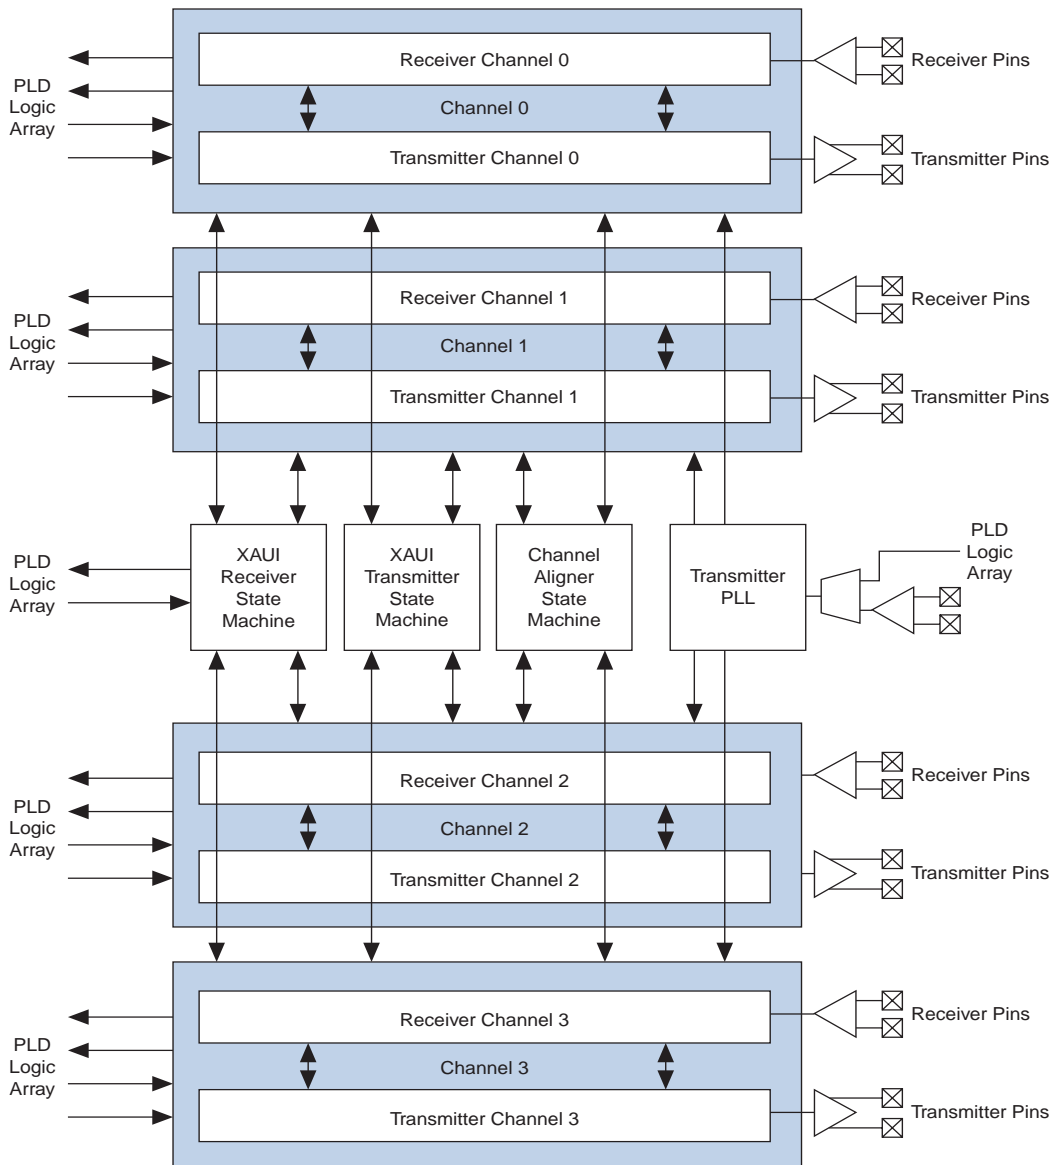 Receiver Channel 0
Receiver Pins
PLD
Logic
Array
Channel 0
Transmitter Channel 0
Transmitter Pins
Receiver Channel 1
Receiver Pins
PLD
Logic
Array
Channel 1
Transmitter Channel 1
Transmitter Pins
PLD
Logic
Array
XAUI
Receiver
State
Machine
XAUI
Transmitter
State
Machine
Channel
Aligner
State
Machine
Transmitter
PLL
PLD
Logic
Array
Receiver Channel 2
Receiver Pins
PLD
Logic
Array
Channel 2
Transmitter Channel 2
Transmitter Pins
Receiver Channel 3
Receiver Pins
PLD
Logic
Array
Channel 3
Transmitter Channel 3
Transmitter Pins